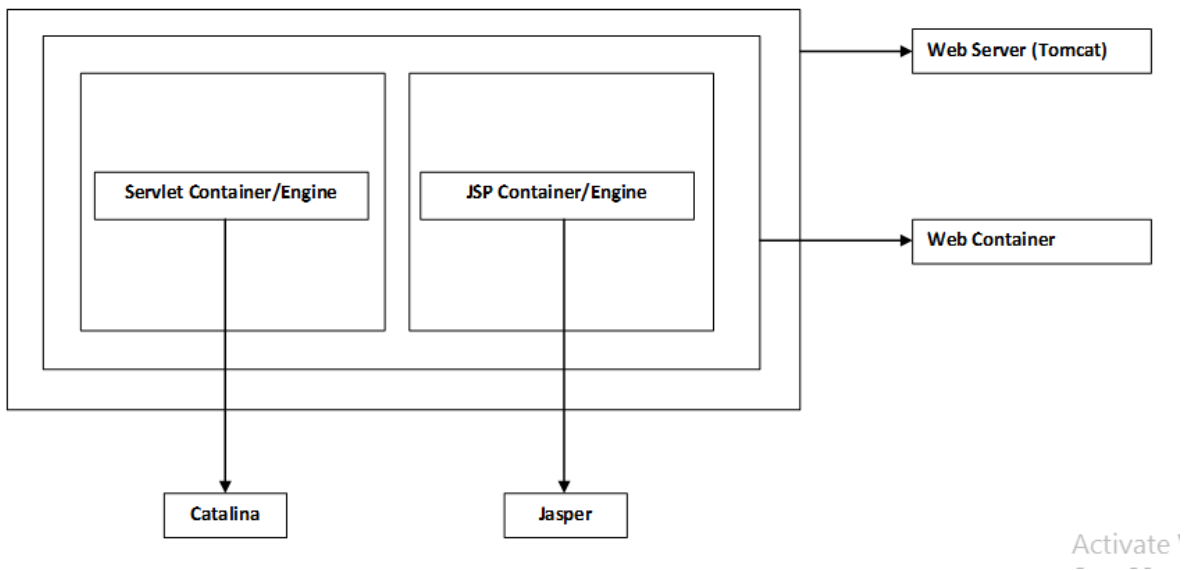 Web Server (Tomcat)
Servlet Container/Engine
JSP Container/Engine
Web Container
Catalina
Jasper
Activate